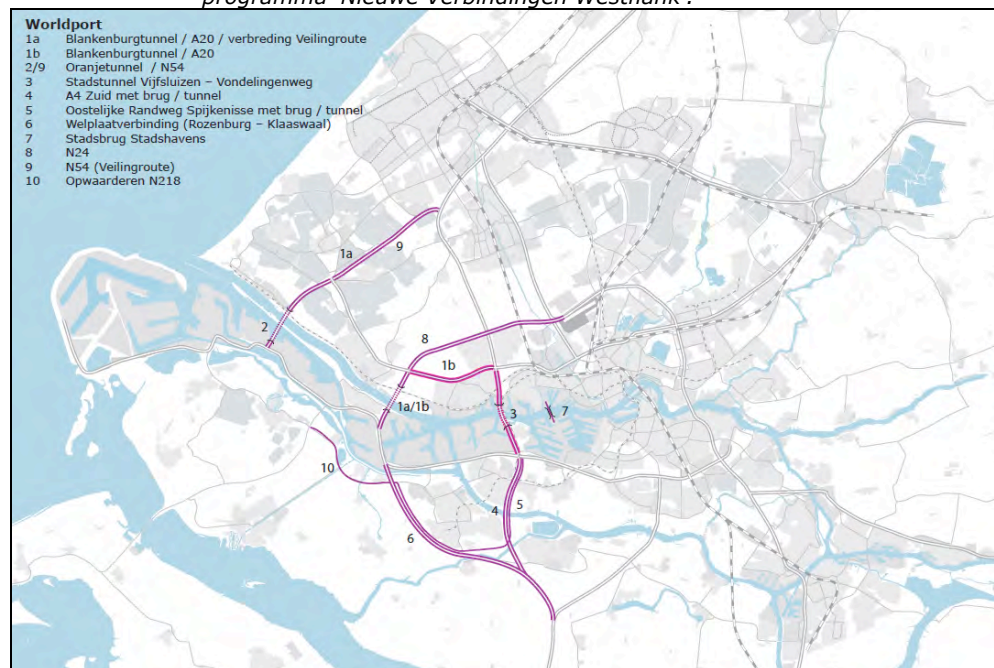 programma 'Nieuwe Verbindingen Westflank'.
Worldport
1a Blankenburgtunnel / A20 / verbreding Veilingroute
1b Blankenburgtunnel / A20
2/9 Oranjetunnel / N54
3 Stadstunnel Vijfsluizen – Vondelingenweg
4 A4 Zuid met brug / tunnel
5 Oostelijke Randweg Spijkenisse met brug / tunnel
6 Welplaatverbinding (Rozenburg – Klaaswaal)
7 Stadsbrug Stadshavens
8 N24
9 N54 (Veilingroute)
10 Opwaarderen N218
9
1a
2
8
1b
1a/1b
3
7
10
5
4
6